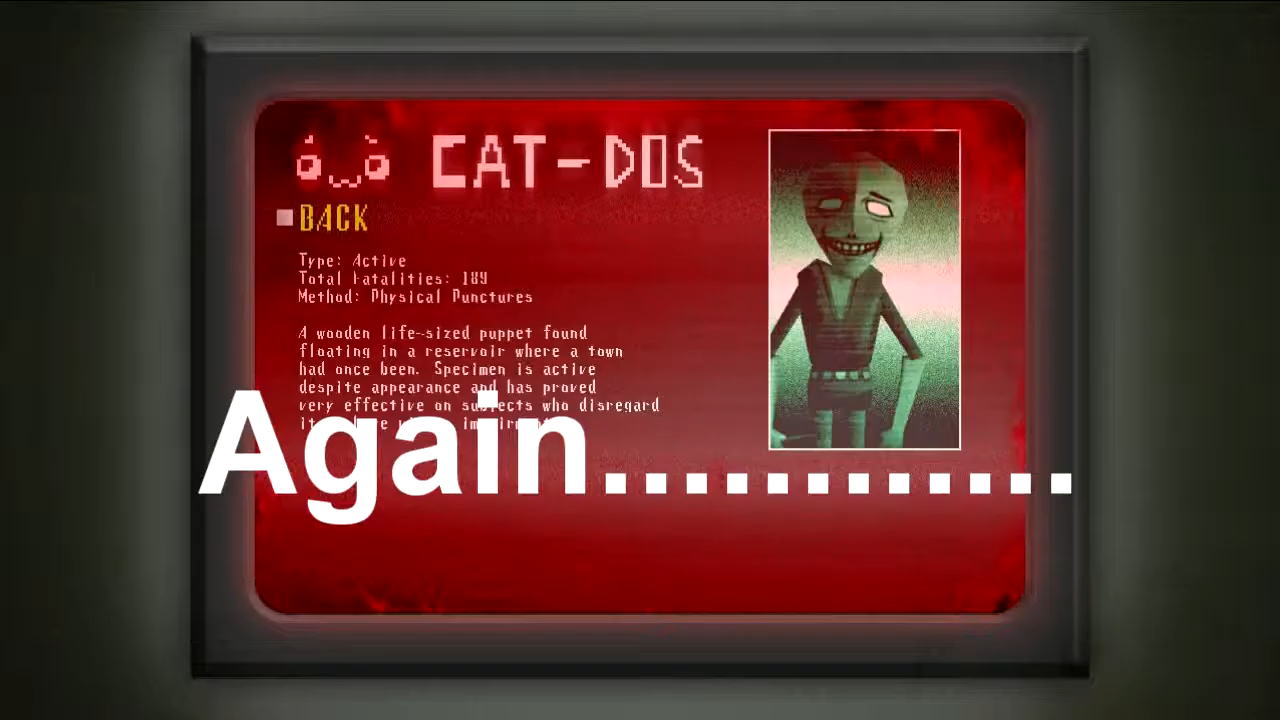 CAT-DOS
BACK
Type: Active
Total Fatalities: 189
Method: Physical Punctures
A wooden life-sized puppet found
floating in a reservoir where a town
had once been. Specimen is active
despite appearance and has proved
very effective on subjects who disregard
Again............